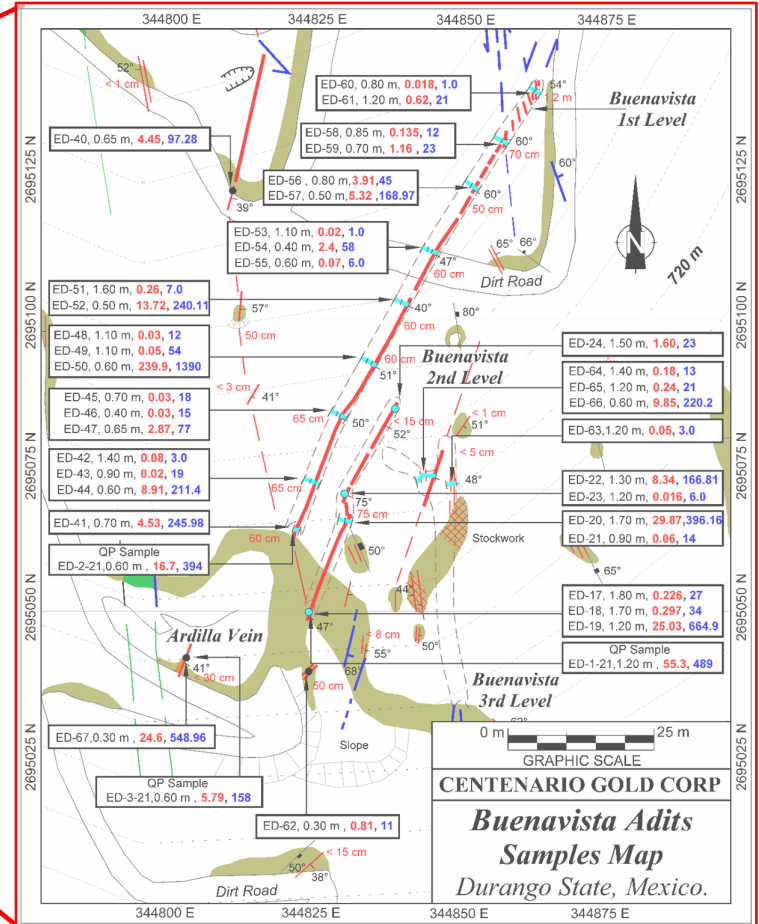 344800 E 344825 E 344850 E 344875 E
52°
< 1 cm
ED-60, 0.80 m, 0.018, 1.0
ED-61, 1.20 m, 0.62, 21
54°
1.2 m
Buenavista
1st Level
2695125 N
2695125 N
ED-40, 0.65 m, 4.45, 97.28
39°
ED-58, 0.85 m, 0.135, 12
ED-59, 0.70 m, 1.16 , 23
60°
70 cm
60°
ED-56 , 0.80 m,3.91,45
ED-57, 0.50 m, 5.32, 168.97
60°
50 cm
N
ED-53, 1.10 m, 0.02, 1.0
ED-54, 0.40 m, 2.4, 58
ED-55, 0.60 m, 0.07, 6.0
47°
60 cm
65°
66°
Dirt Road
720 m
ED-51, 1.60 m, 0.26, 7.0
ED-52, 0.50 m, 13.72, 240.11
57°
50 cm
40°
60 cm
80°
2695100 N
2695100 N
ED-48, 1.10 m, 0.03, 12
ED-49, 1.10 m, 0.05, 54
ED-50, 0.60 m, 239.9, 1390
60 cm
51°
Buenavista
2nd Level
ED-24, 1.50 m, 1.60, 23
ED-64, 1.40 m, 0.18, 13
ED-65, 1.20 m, 0.24, 21
ED-66, 0.60 m, 9.85, 220.2
ED-45, 0.70 m, 0.03, 18
ED-46, 0.40 m, 0.03, 15
ED-47, 0.65 m, 2.87, 77
< 3 cm
41°
65 cm
50°
< 15 cm
52°
< 1 cm
51°
< 5 cm
ED-63,1.20 m, 0.05, 3.0
2695075 N
2695075 N
ED-42, 1.40 m, 0.08, 3.0
ED-43, 0.90 m, 0.02, 19
ED-44, 0.60 m, 8.91, 211.4
65 cm
75°
75 cm
48°
ED-22, 1.30 m, 8.34, 166.81
ED-23, 1.20 m, 0.016, 6.0
ED-41, 0.70 m, 4.53, 245.98
60 cm
ED-20, 1.70 m, 29.87,396.16
ED-21, 0.90 m, 0.06, 14
Stockwork
50°
QP Sample
ED-2-21,0.60 m , 16.7, 394
44°
65°
ED-17, 1.80 m, 0.226, 27
ED-18, 1.70 m, 0.297, 34
ED-19, 1.20 m, 25.03, 664.9
2695050 N
2695050 N
Ardilla Vein
47°
< 8 cm
55°
50°
68°
QP Sample
ED-1-21,1.20 m , 55.3, 489
41°
< 30 cm
50 cm
Buenavista
3rd Level
ED-67,0.30 m , 24.6, 548.96
Slope
0 m 25 m
GRAPHIC SCALE
2695025 N
2695025 N
QP Sample
ED-3-21,0.60 m , 5.79, 158
CENTENARIO GOLD CORP
ED-62, 0.30 m , 0.81, 11
Buenavista Adits
Samples Map
Durango State, Mexico.
< 15 cm
50°
38°
Dirt Road
344800 E 344825 E 344850 E 344875 E